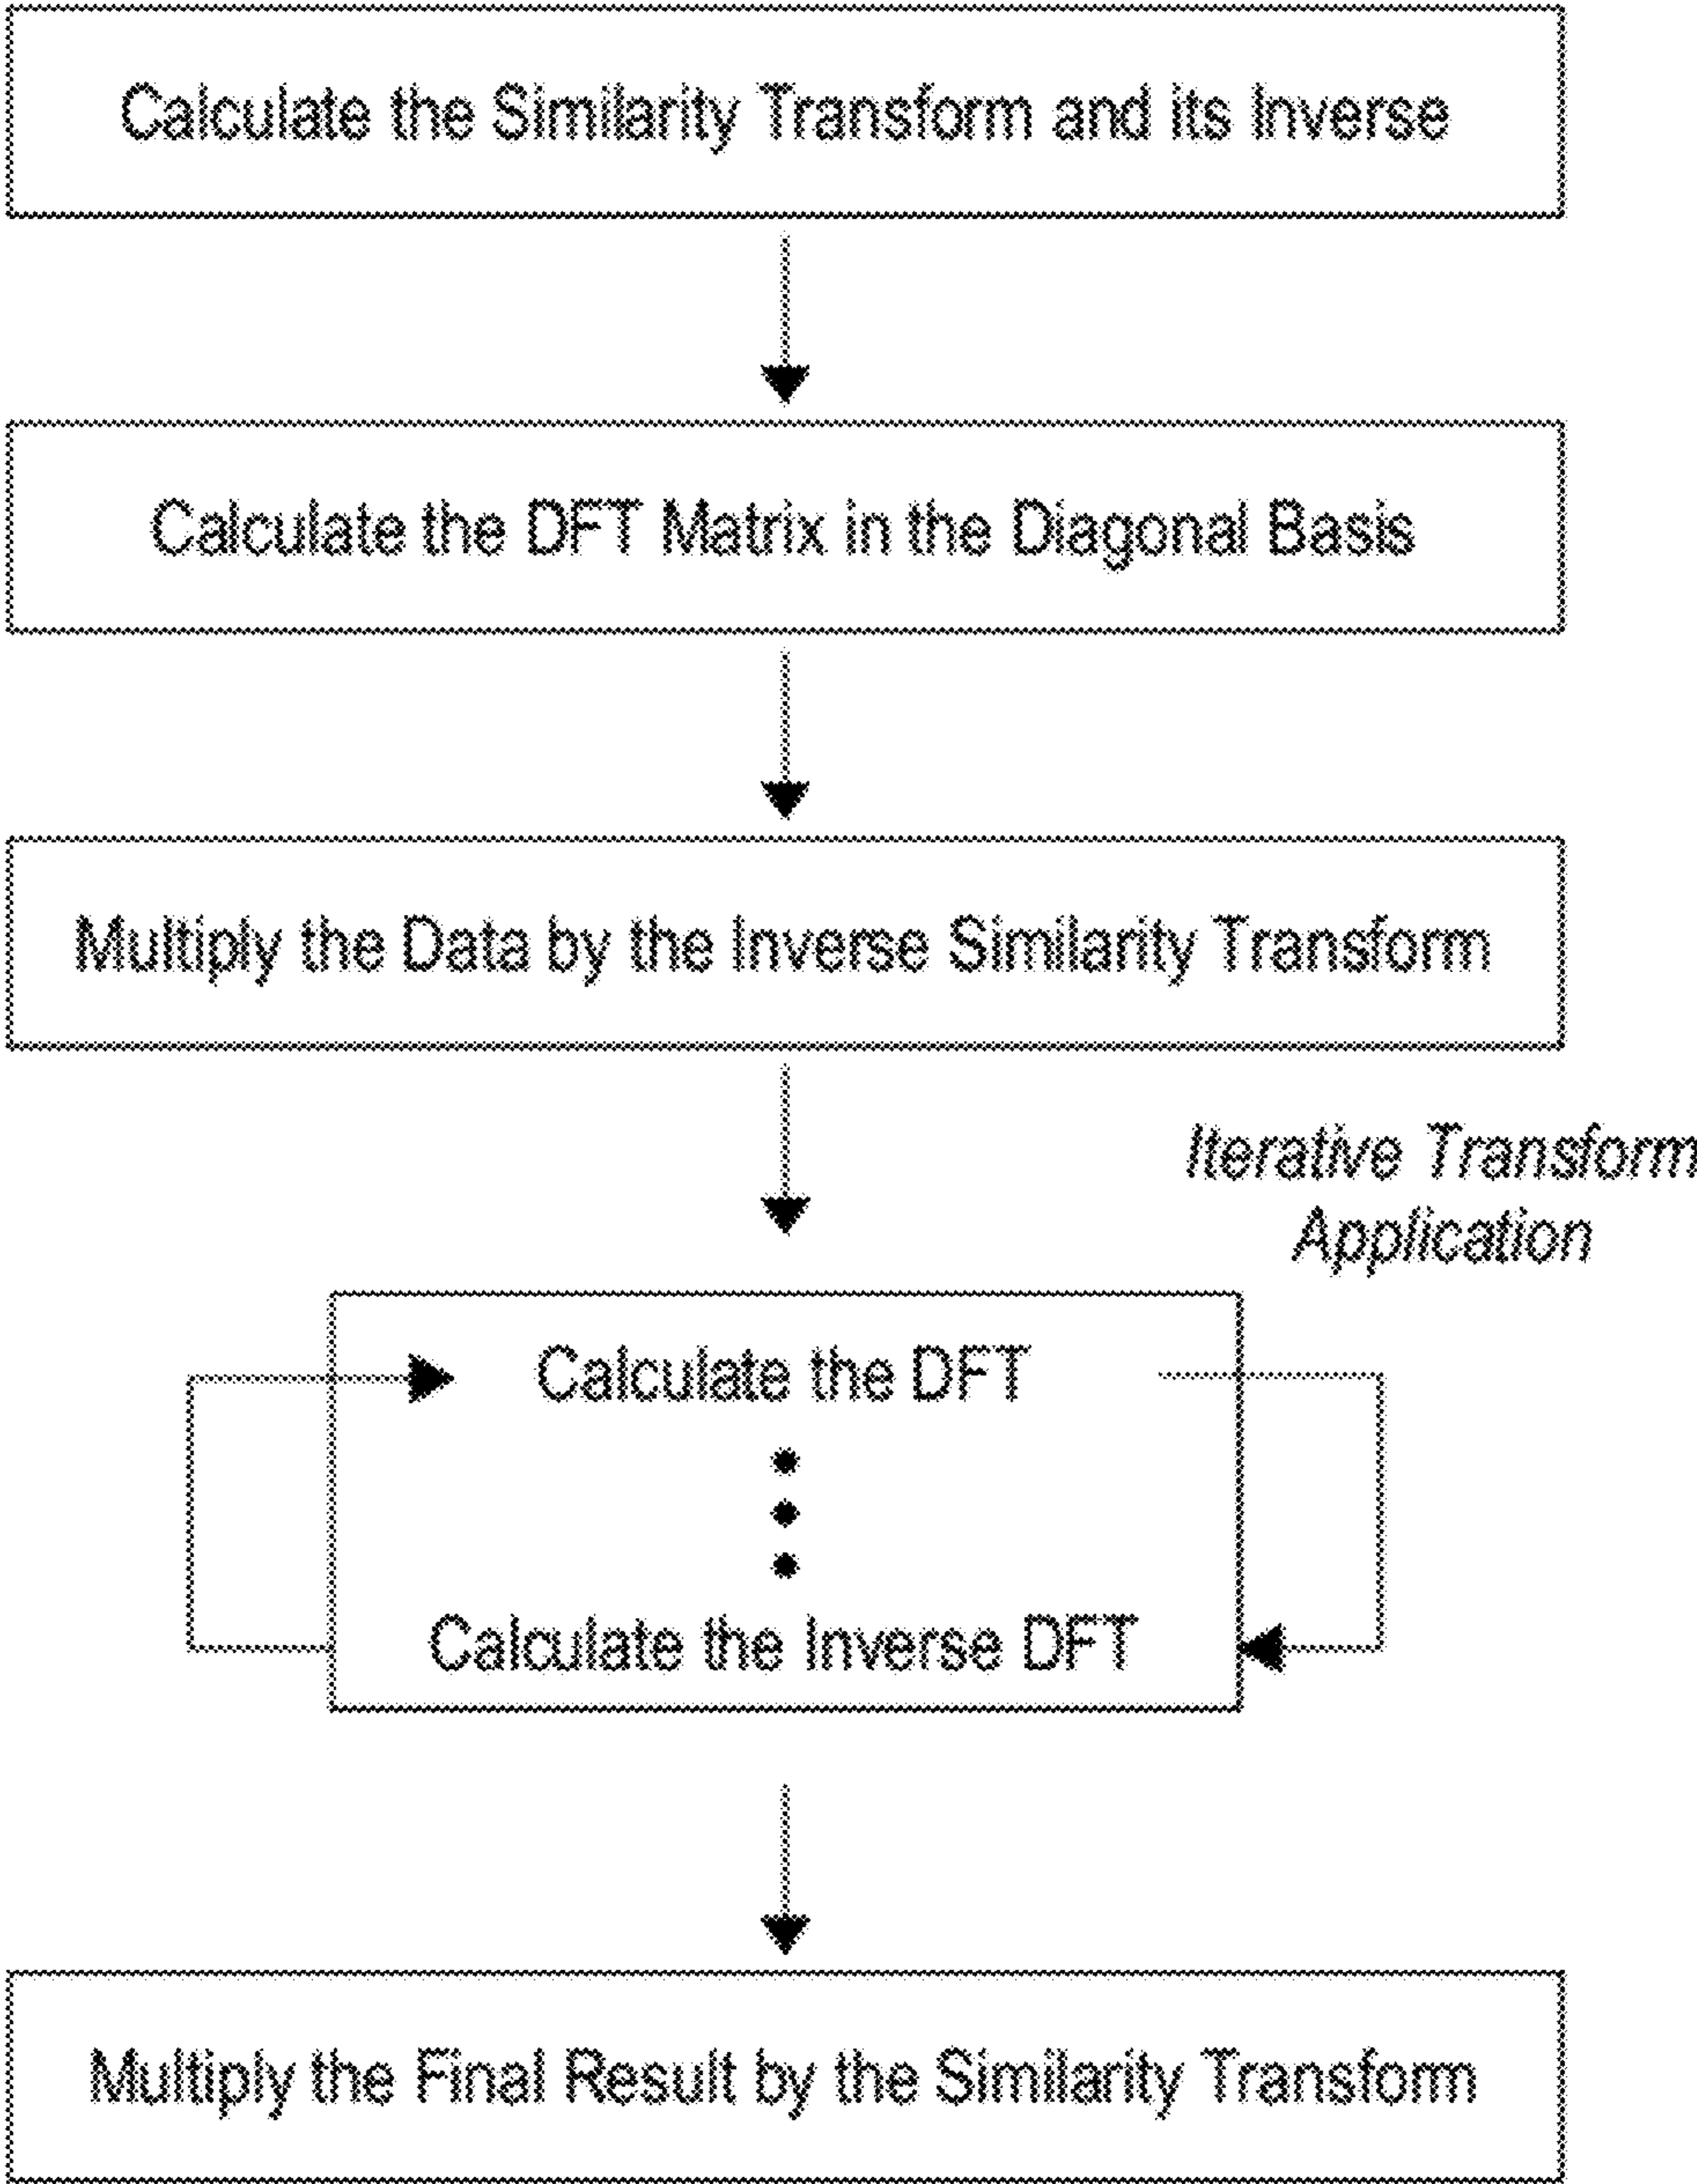 Calculate the Similarity Transform and its Inverse
Calculate the DFT Matrix in the Diagonal Basis
Multiply the Data by the Inverse Similarity Transform
Iterative Transform
Application
Calculate the DFT
Calculate the Inverse DFT
Multiply the Final Result by the Similarity Transform